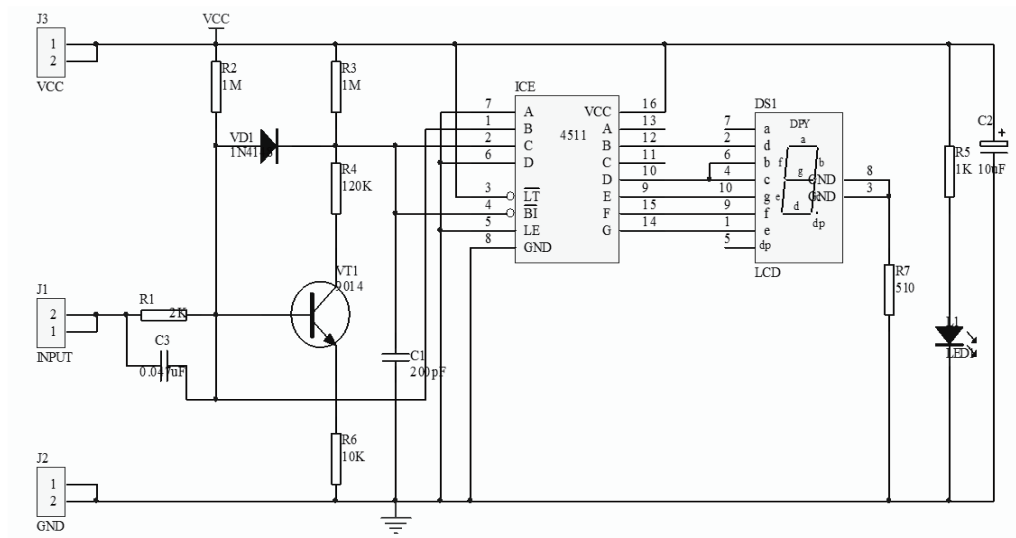 J3
1
2
VCC
VCC
R2
1M
R3
1M
VD1
1N4148
R4
120K
VT1
9014
J1
2
1
INPUT
R1
2K
C3
0.047uF
C1
200pF
R6
10K
J2
1
2
GND
ICE
4511
7 A VCC 16
1 B A 13
2 C B 12
6 D C 11
D 10
3 LT E 9
4 BI F 15
5 LE G 14
8 GND
DS1
DPY
7 a
2 d
6 b
4 c
10 g
9 f
1 e
5 dp
a
f b
g
e c
d
dp
GND 8
GND 3
LCD
R7
510
R5
1K
L1
LED
C2
+
10uF